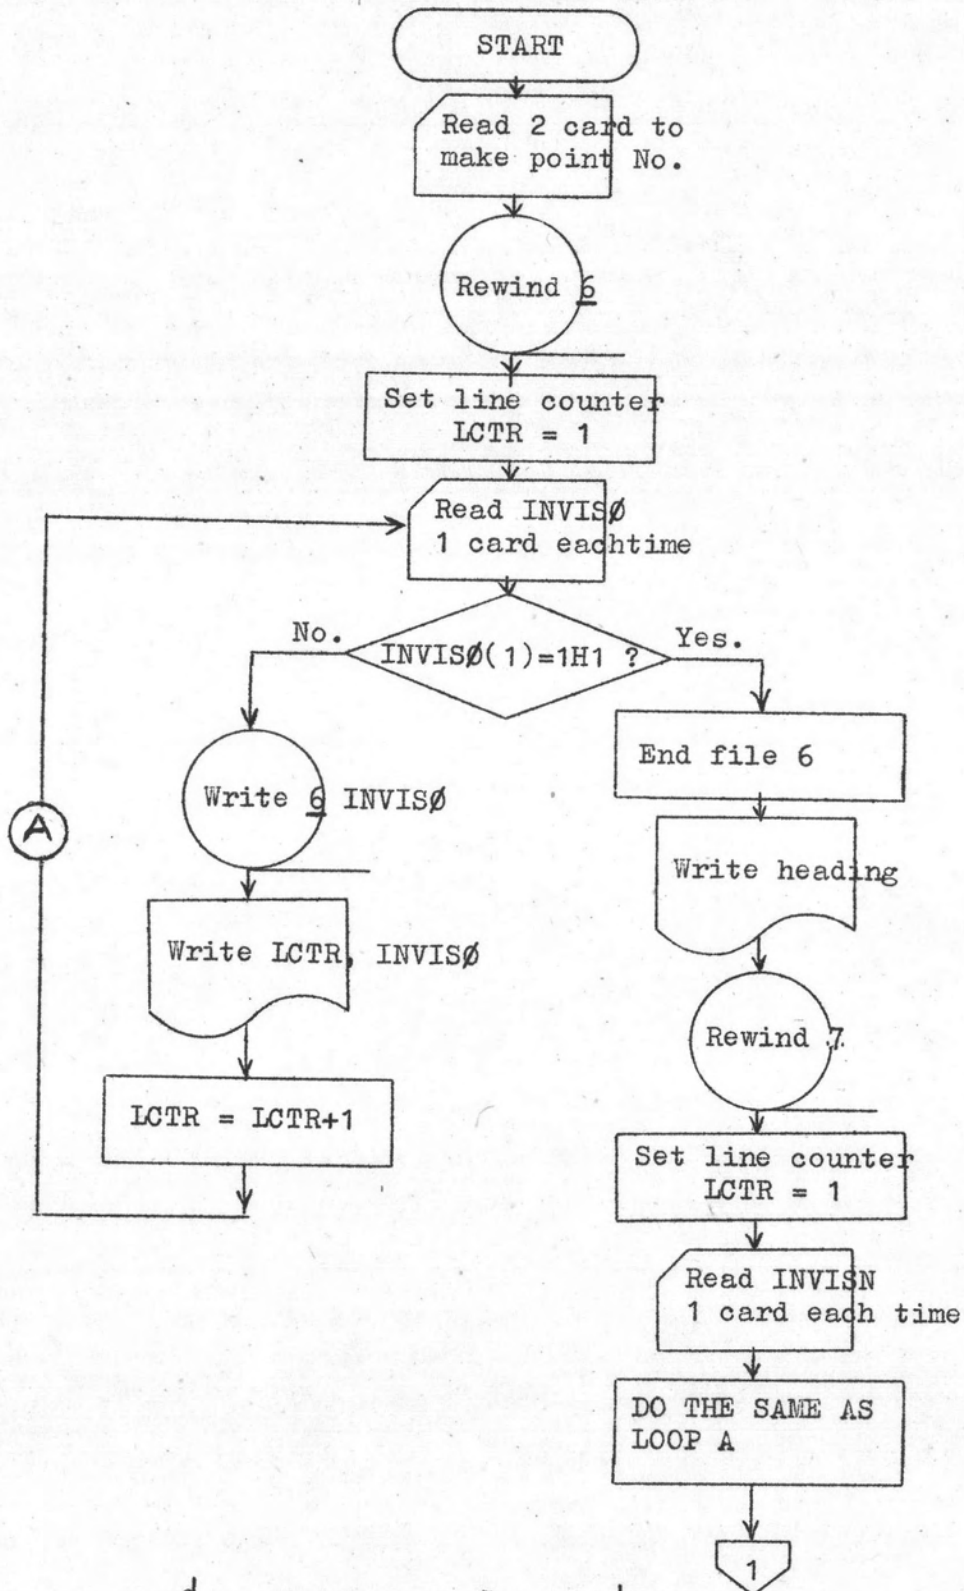 START
Read 2 card to
make point No.
Rewind 6
Set line counter
LCTR = 1
Read INVISØ
1 card eachtime
No.
INVISØ(1)=1H1 ?
Yes.
Write 6 INVISØ
A
Write LCTR, INVISØ
LCTR = LCTR+1
End file 6
Write heading
Rewind 7
Set line counter
LCTR = 1
Read INVISN
1 card each time
DO THE SAME AS
LOOP A
1